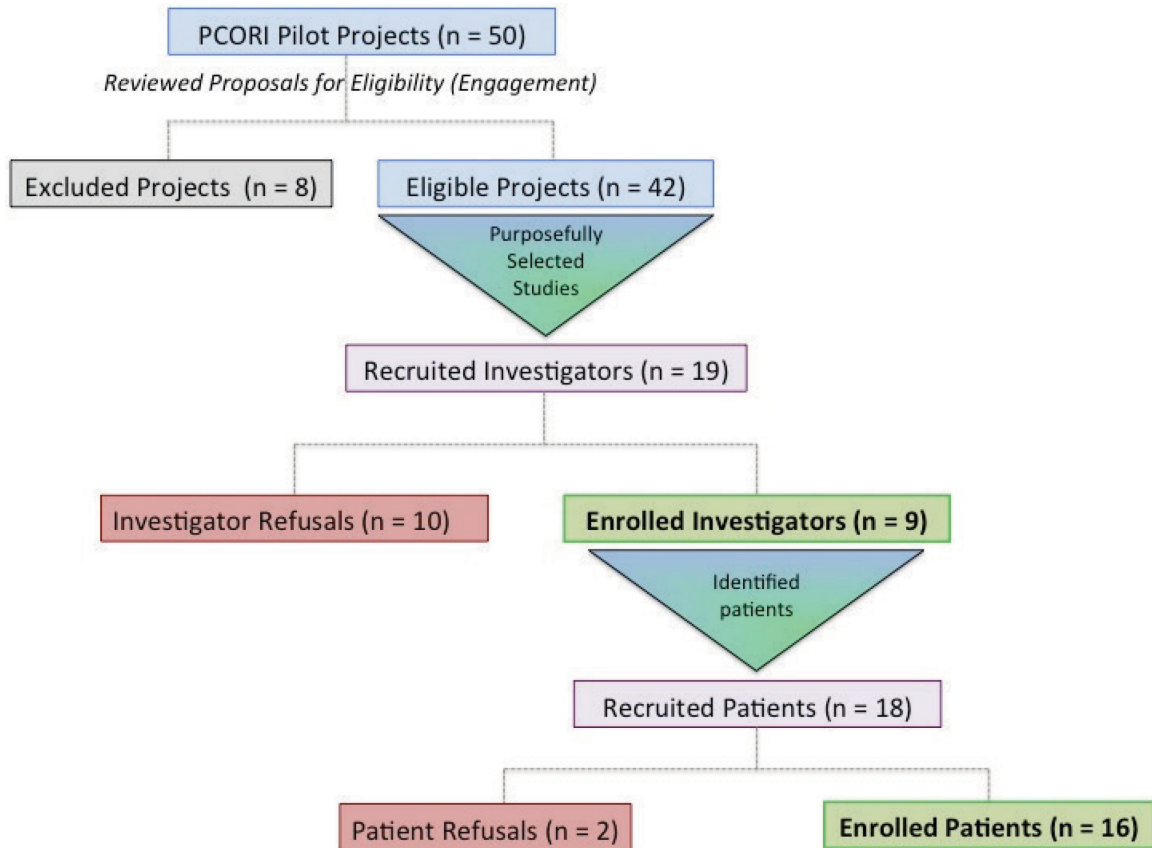 PCORI Pilot Projects (n = 50)
Reviewed Proposals for Eligibility (Engagement)
Excluded Projects (n = 8)
Eligible Projects (n = 42)
Purposefully
Selected
Studies
Recruited Investigators (n = 19)
Investigator Refusals (n = 10)
Enrolled Investigators (n = 9)
Identified
patients
Recruited Patients (n = 18)
Patient Refusals (n = 2)
Enrolled Patients (n = 16)